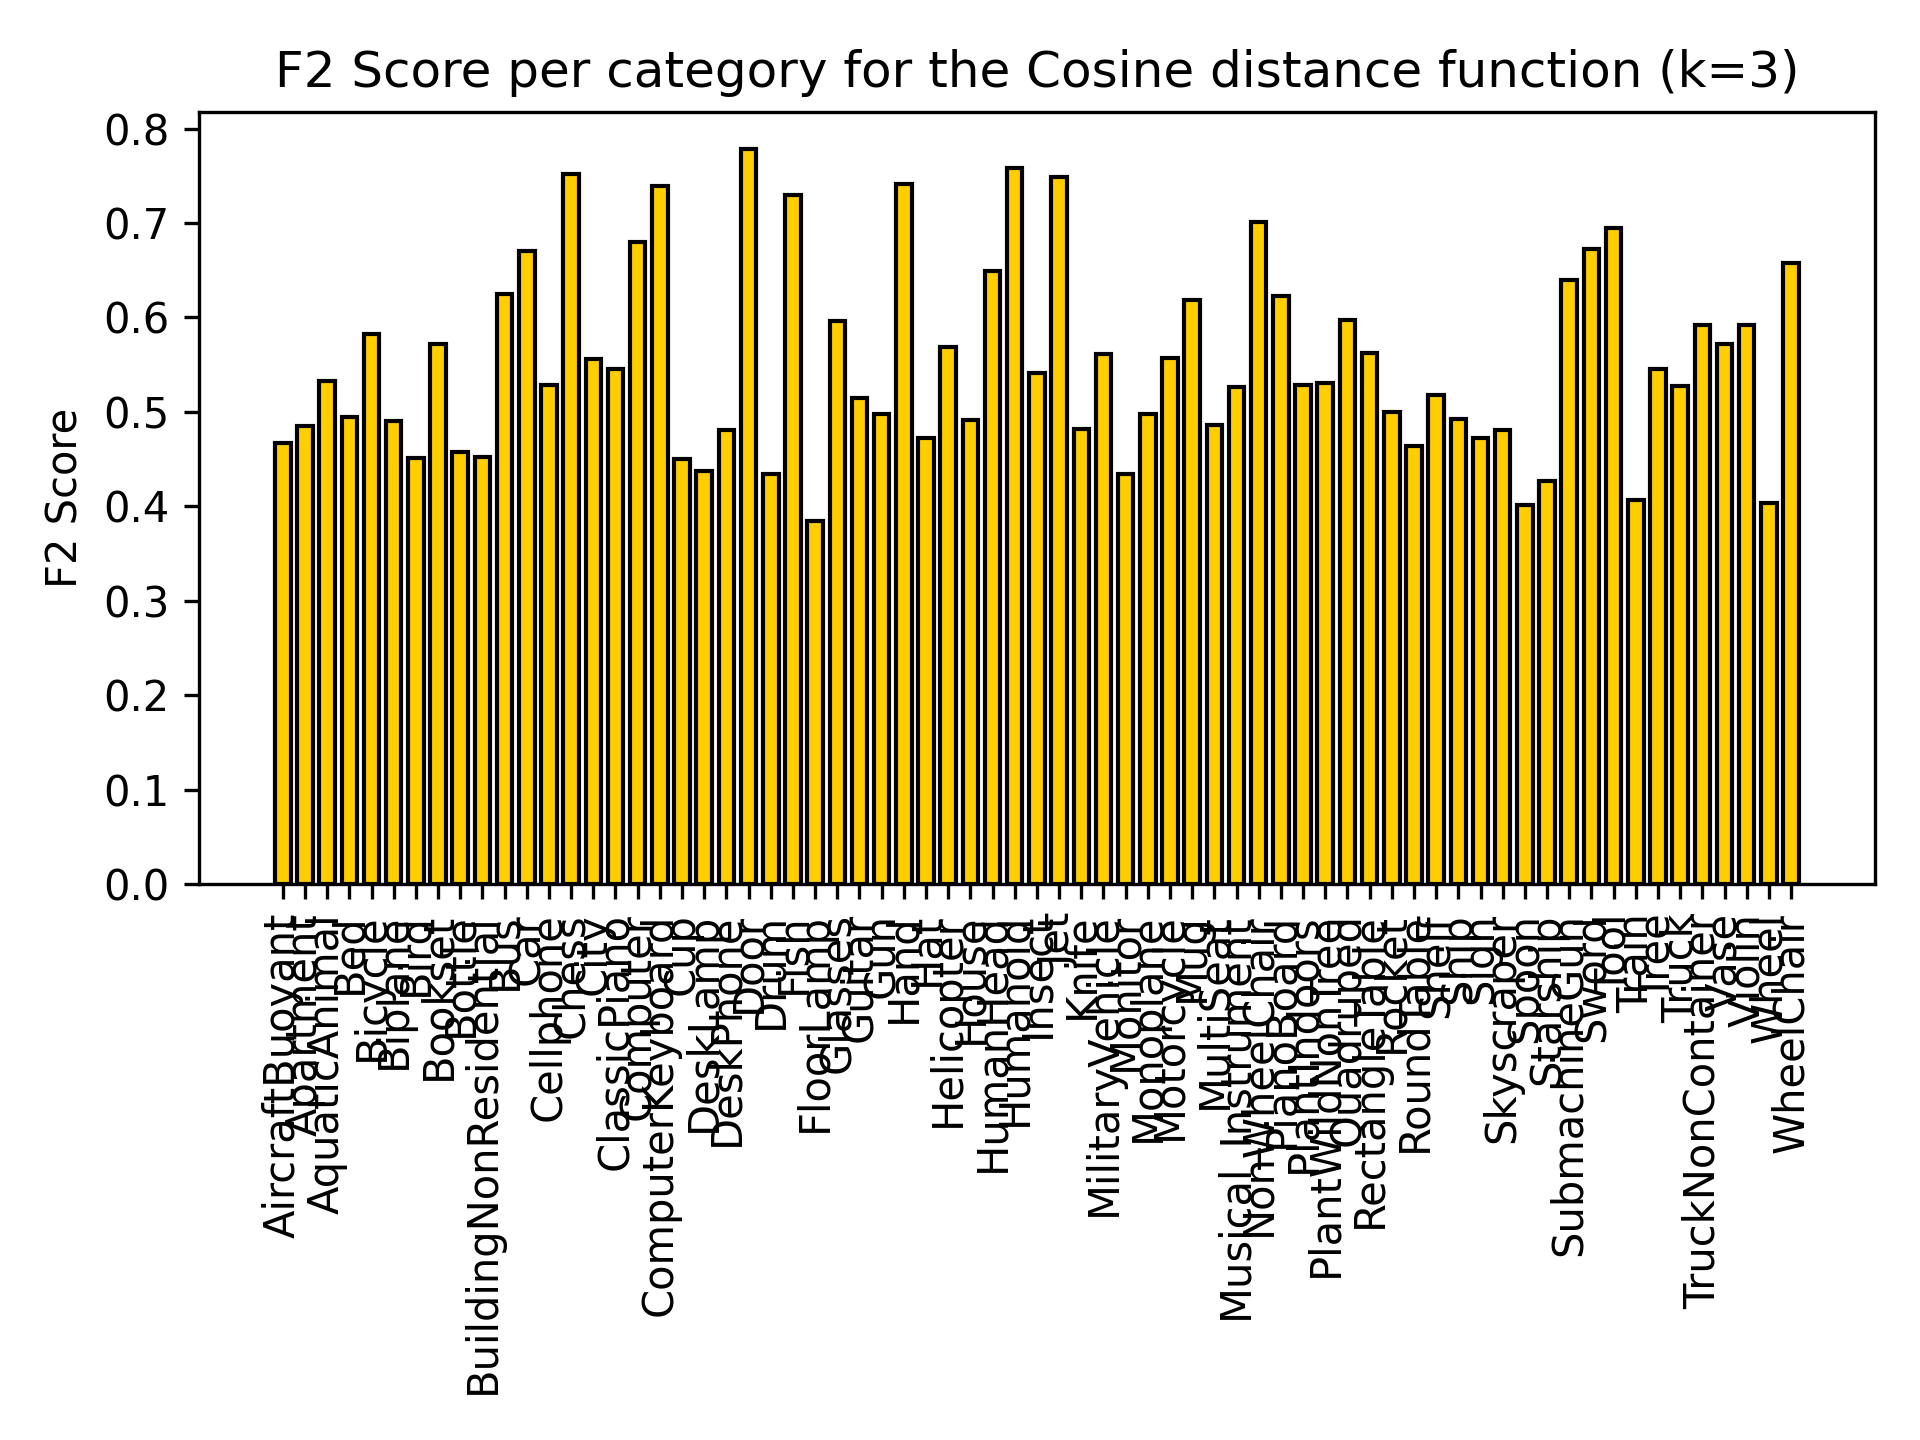 F2 Score per category for the Cosine distance function (k=3)
F2 Score
0.8
0.7
0.6
0.5
0.4
0.3
0.2
0.1
0.0
AircraftBuoyant
Apartment
AquaticAnimal
Bed
Bicycle
Biplane
Bird
Bookset
Bottle
BuildingNonResidential
Bus
Car
Cellphone
Chess
City
ClassicPiano
Computer
ComputerKeyboard
Cup
DeskLamp
DeskPhone
Door
Drum
Fish
FloorLamp
Glasses
Guitar
Gun
Hand
Hat
Helicopter
House
HumanHead
Humanoid
Insect
Jet
Knife
MilitaryVehicle
Monitor
Monoplane
Motorcycle
Mug
MultiSeat
Musical_Instrument
NonWheelChair
PianoBoard
PlantIndoors
PlantWildNonTree
Quadruped
RectangleTable
Rocket
RoundTable
Shelf
Ship
Sign
Skyscraper
Spoon
Starship
SubmachineGun
Sword
Tool
Train
Tree
Truck
TruckNonContainer
Vase
Violin
Wheel
WheelChair